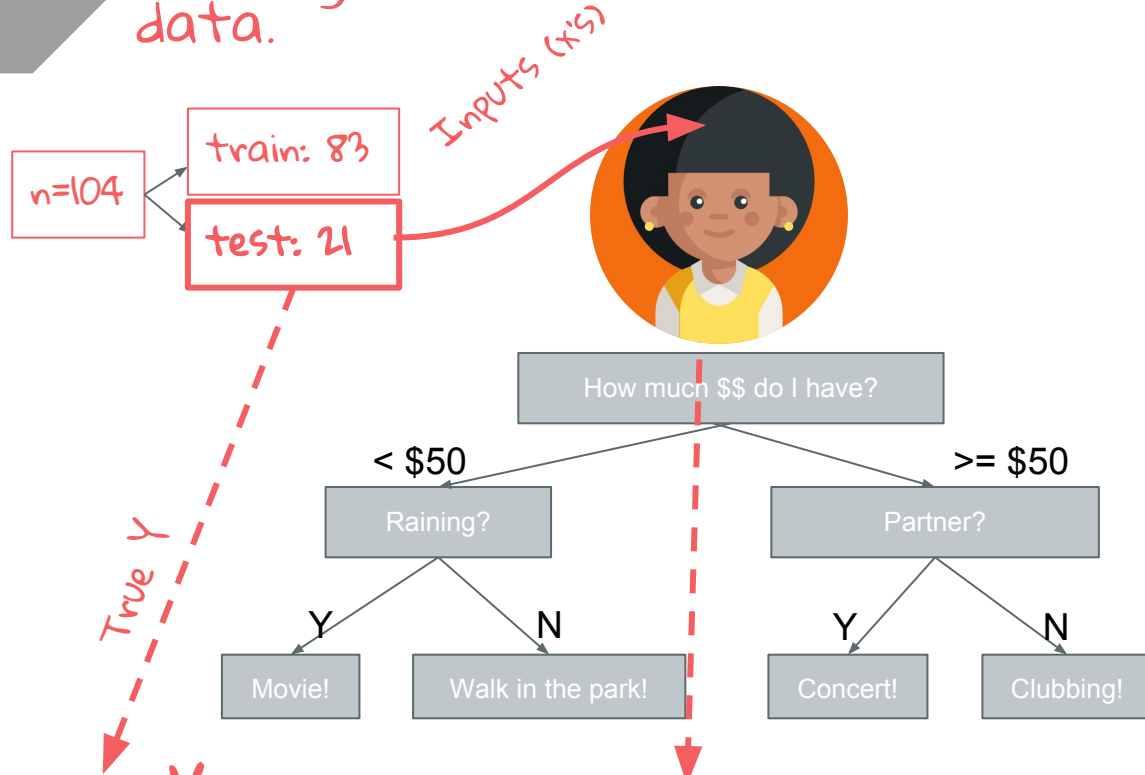 data.
Inputs (x's)
train: 83
n=104
test: 21
How much $$ do I have?
< $50
>= $50
Raining?
Partner?
True Y
Y
N
Y
N
Movie!
Walk in the park!
Concert!
Clubbing!